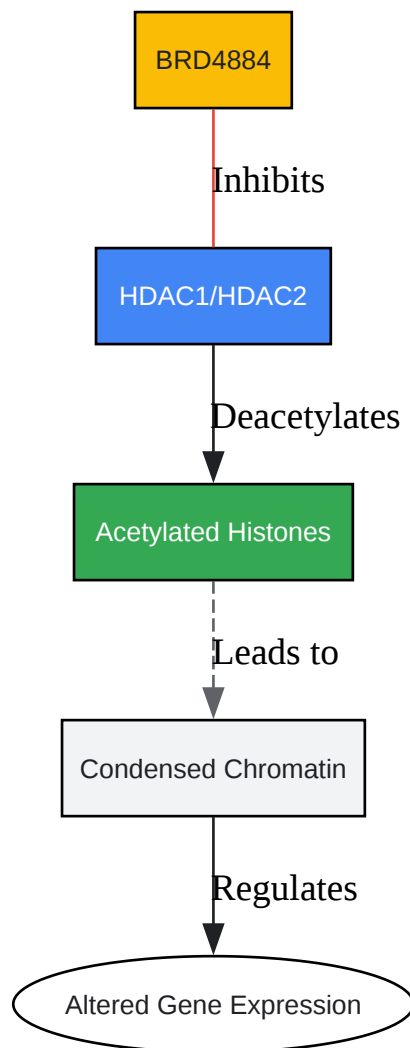 BRD4884
Inhibits
HDAC1/HDAC2
Deacetylates
Acetylated Histones
Leads to
Condensed Chromatin
Regulates
Altered Gene Expression